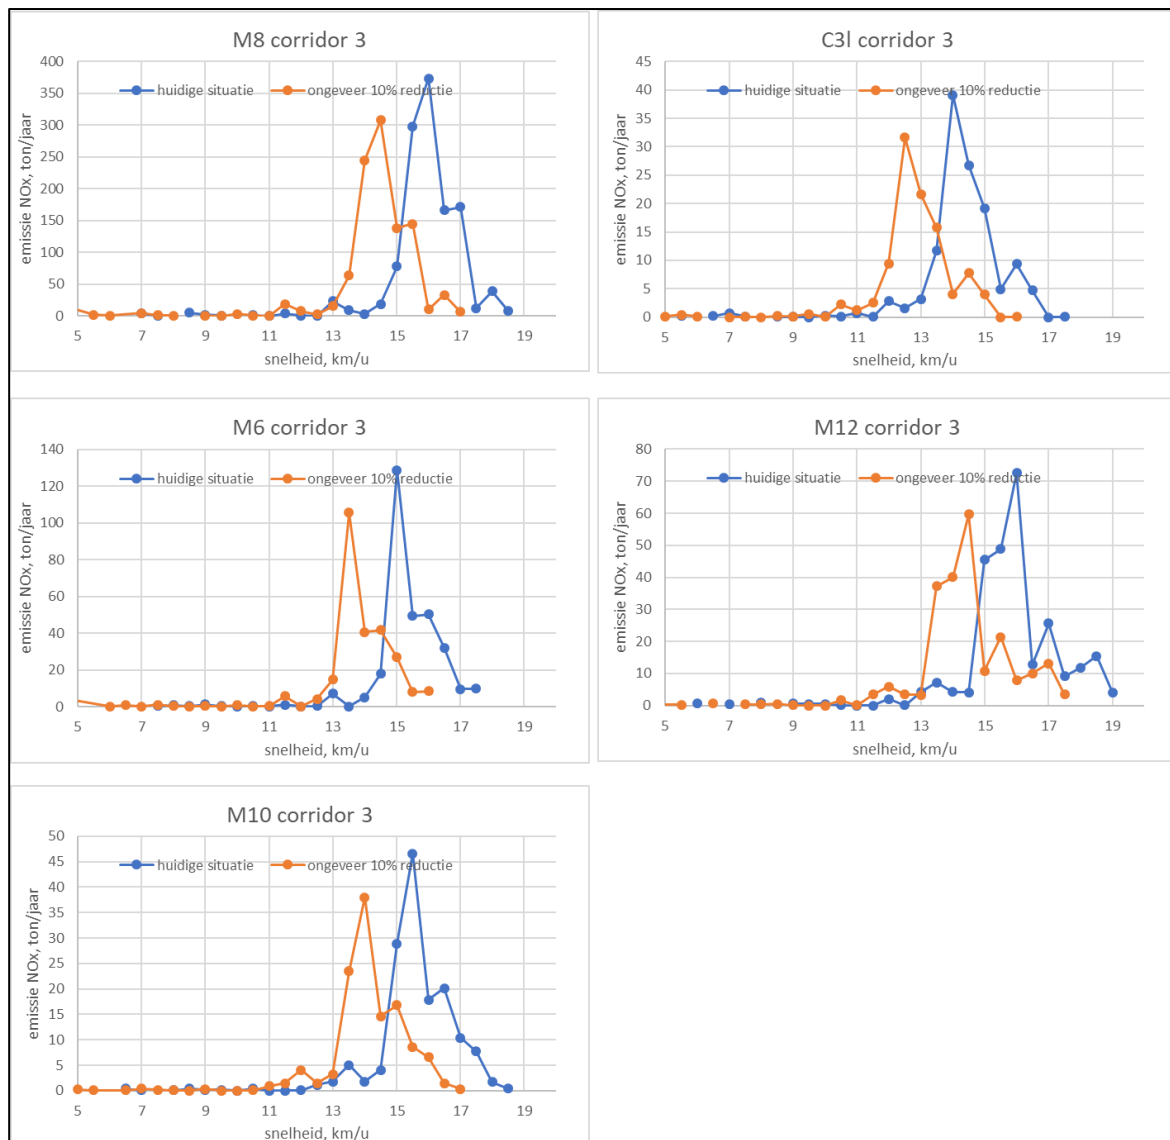 M8 corridor 3
huidige situatie ongeveer 10% reductie
emissie NOx, ton/jaar
400
350
300
250
200
150
100
50
0
5 7 9 11 13 15 17 19
snelheid, km/u
C3l corridor 3
huidige situatie ongeveer 10% reductie
emissie NOx, ton/jaar
45
40
35
30
25
20
15
10
5
0
5 7 9 11 13 15 17 19
snelheid, km/u
M6 corridor 3
huidige situatie ongeveer 10% reductie
emissie NOx, ton/jaar
140
120
100
80
60
40
20
0
5 7 9 11 13 15 17 19
snelheid, km/u
M12 corridor 3
huidige situatie ongeveer 10% reductie
emissie NOx, ton/jaar
80
70
60
50
40
30
20
10
0
5 7 9 11 13 15 17 19
snelheid, km/u
M10 corridor 3
huidige situatie ongeveer 10% reductie
emissie NOx, ton/jaar
50
45
40
35
30
25
20
15
10
5
0
5 7 9 11 13 15 17 19
snelheid, km/u